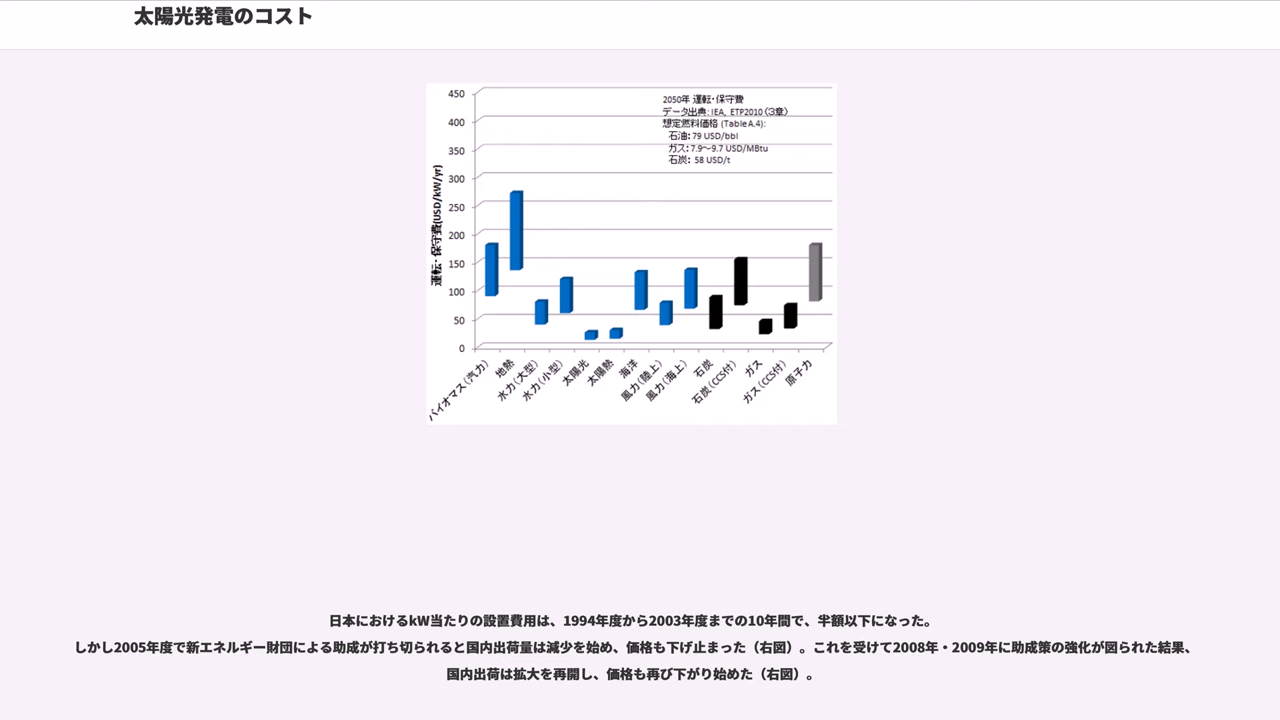 太陽光発電のコスト
450
400
350
300
250
200
150
100
50
0
運転・保守費(USD/kW/yr)
2050年 運転・保守費
データ出典: IEA, ETP2010 (3章)
想定燃料価格 (Table A.4):
石油: 79 USD/bbl
ガス: 7.9〜9.7 USD/MBtu
石炭: 58 USD/t
バイオマス(汽力)
地熱
水力(大型)
水力(小型)
太陽光
太陽熱
海洋
風力(陸上)
風力(海上)
石炭
石炭(CCS付)
ガス
ガス(CCS付)
原子力
日本におけるkW当たりの設置費用は、1994年度から2003年度までの10年間で、半額以下になった。
しかし2005年度で新エネルギー財団による助成が打ち切られると国内出荷量は減少を始め、価格も下げ止まった（右図）。これを受けて2008年・2009年に助成策の強化が図られた結果、
国内出荷は拡大を再開し、価格も再び下がり始めた（右図）。